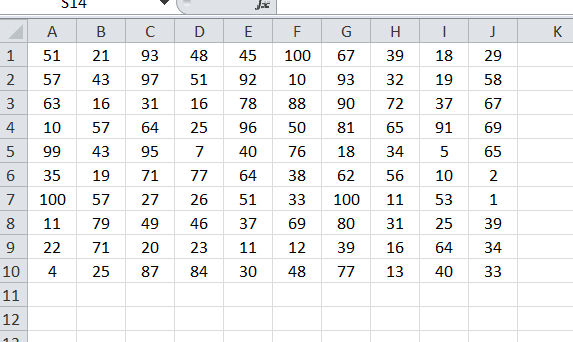 S14 fx
A B C D E F G H I J K
1 51 21 93 48 45 100 67 39 18 29
2 57 43 97 51 92 10 93 32 19 58
3 63 16 31 16 78 88 90 72 37 67
4 10 57 64 25 96 50 81 65 91 69
5 99 43 95 7 40 76 18 34 5 65
6 35 19 71 77 64 38 62 56 10 2
7 100 57 27 26 51 33 100 11 53 1
8 11 79 49 46 37 69 80 31 25 39
9 22 71 20 23 11 12 39 16 64 34
10 4 25 87 84 30 48 77 13 40 33
11
12
13